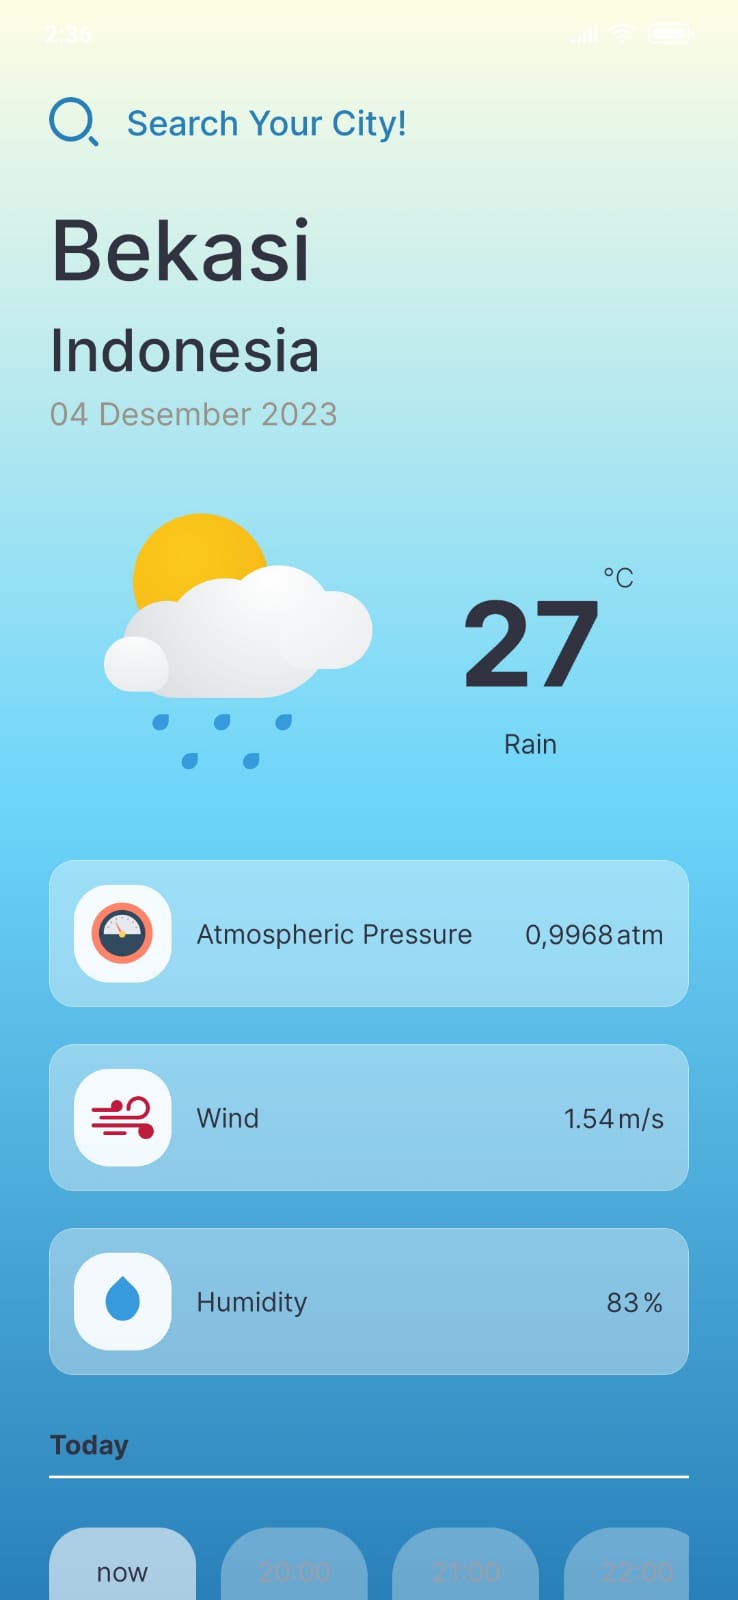 2:36
Search Your City!
Bekasi
Indonesia
04 Desember 2023
°C
27
Rain
Atmospheric Pressure 0,9968 atm
Wind 1.54 m/s
Humidity 83 %
Today
now 20:00 21:00 22:00